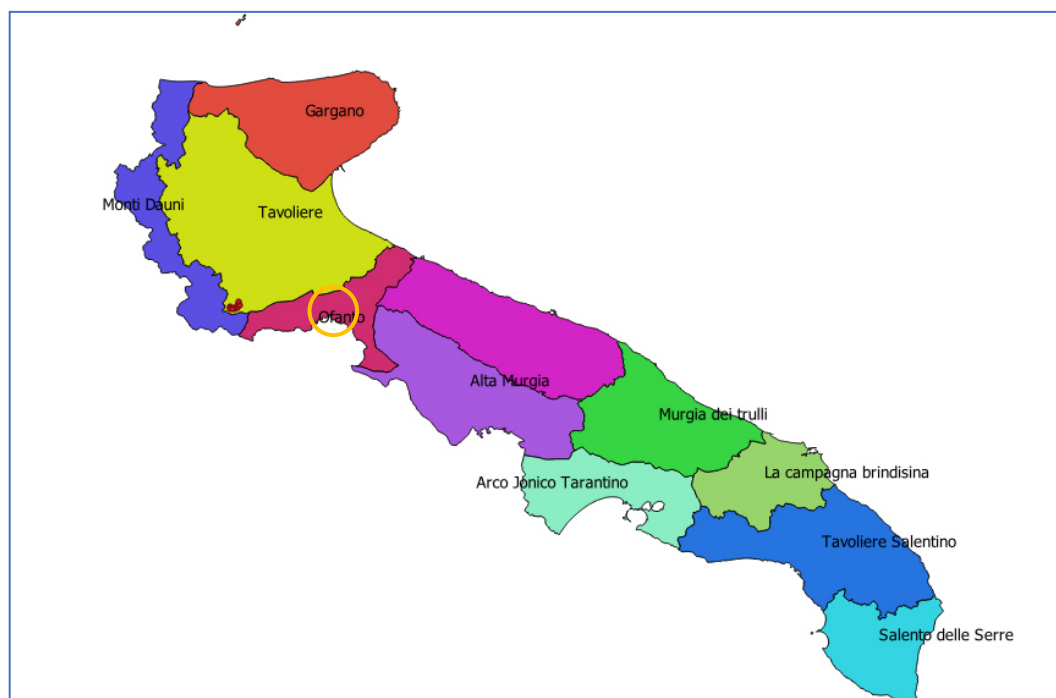 Gargano
Monti Dauni
Tavoliere
Ofanto
Alta Murgia
Murgia dei trulli
La campagna brindisina
Arco Jonico Tarantino
Tavoliere Salentino
Salento delle Serre